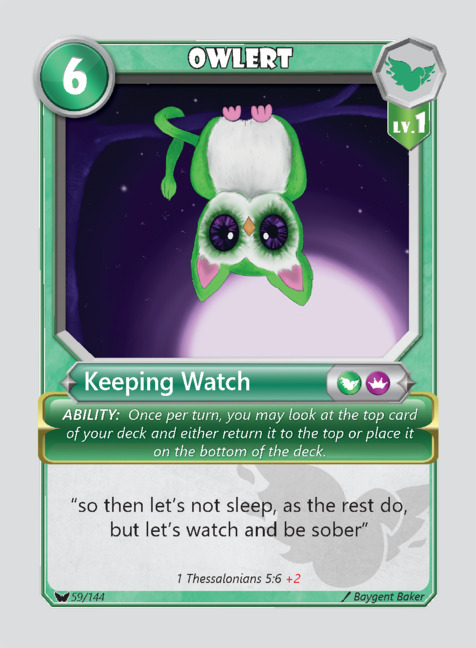 OWLERT
6
LV.1
Keeping Watch
ABILITY: Once per turn, you may look at the top card
of your deck and either return it to the top or place it
on the bottom of the deck.
“so then let’s not sleep, as the rest do,
but let’s watch and be sober”
1 Thessalonians 5:6 +2
59/144
Baygent Baker